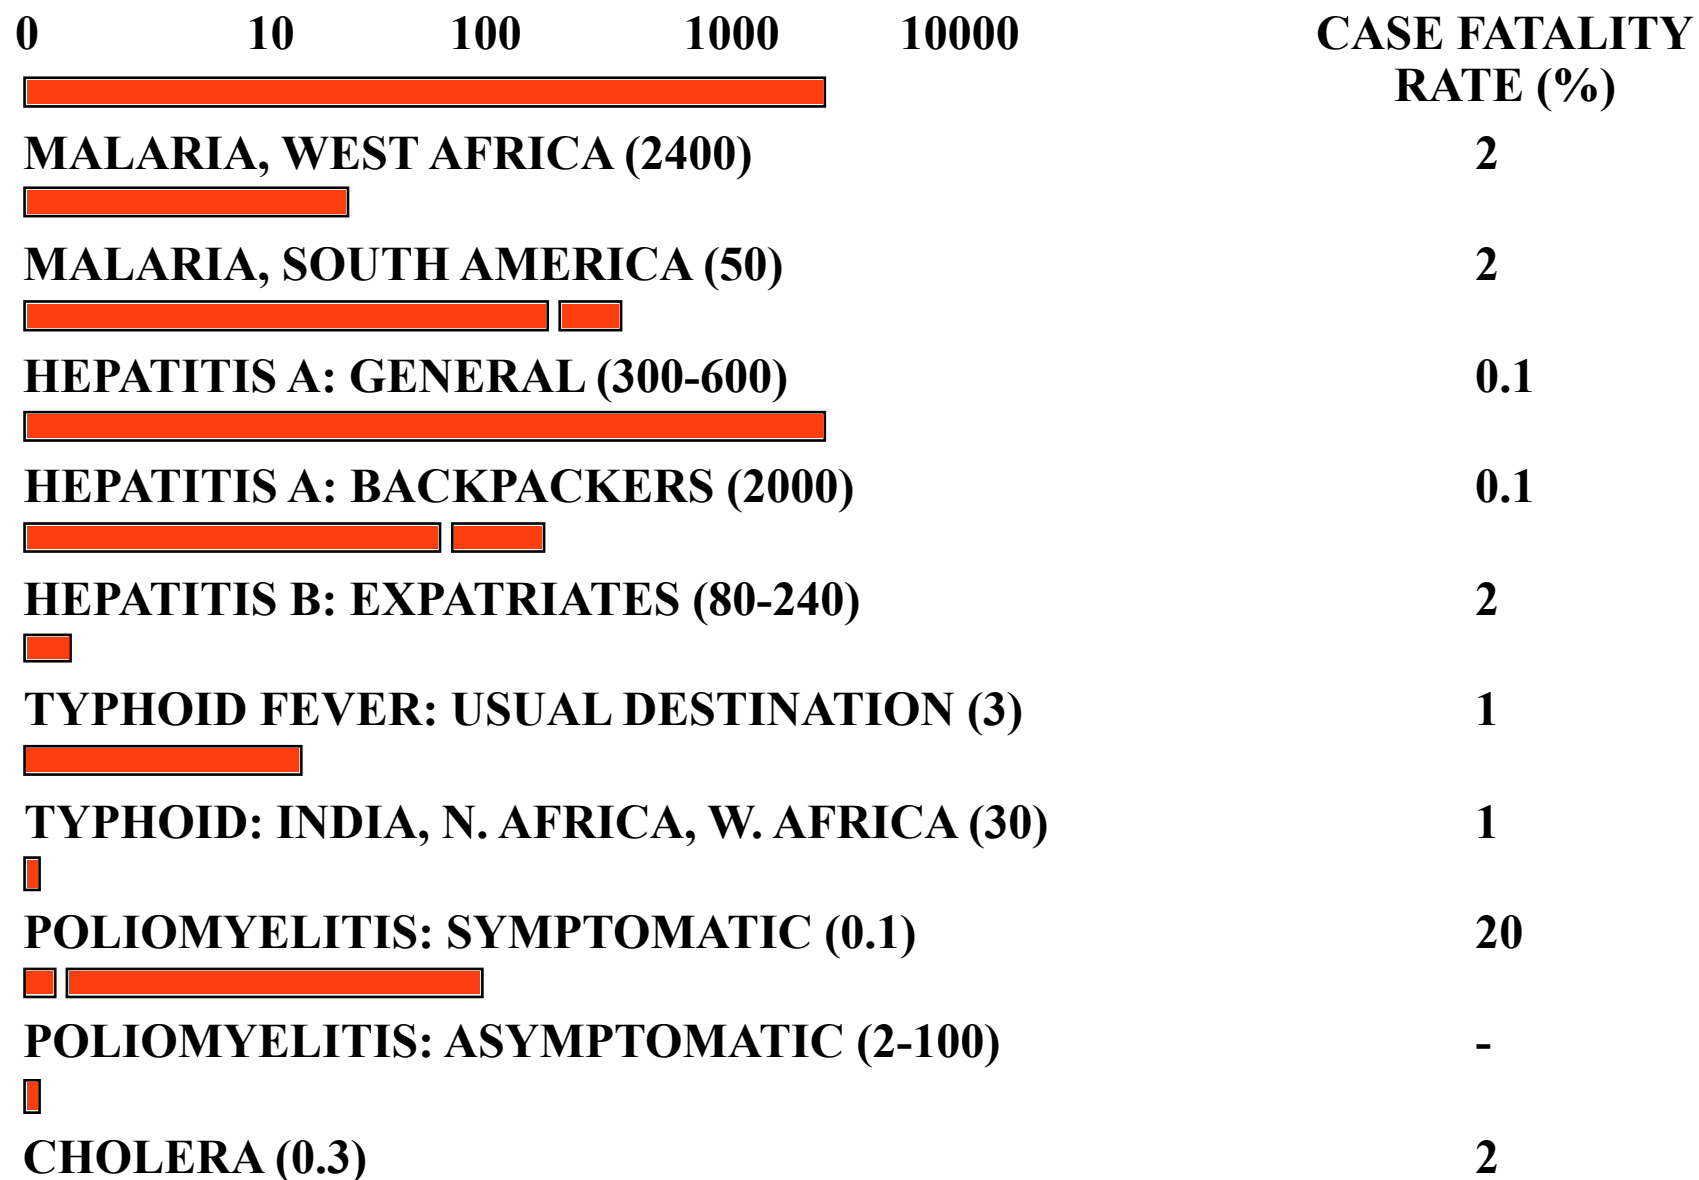 0 10 100 1000 10000 CASE FATALITY
RATE (%)
MALARIA, WEST AFRICA (2400) 2
MALARIA, SOUTH AMERICA (50) 2
HEPATITIS A: GENERAL (300-600) 0.1
HEPATITIS A: BACKPACKERS (2000) 0.1
HEPATITIS B: EXPATRIATES (80-240) 2
TYPHOID FEVER: USUAL DESTINATION (3) 1
TYPHOID: INDIA, N. AFRICA, W. AFRICA (30) 1
POLIOMYELITIS: SYMPTOMATIC (0.1) 20
POLIOMYELITIS: ASYMPTOMATIC (2-100) -
CHOLERA (0.3) 2